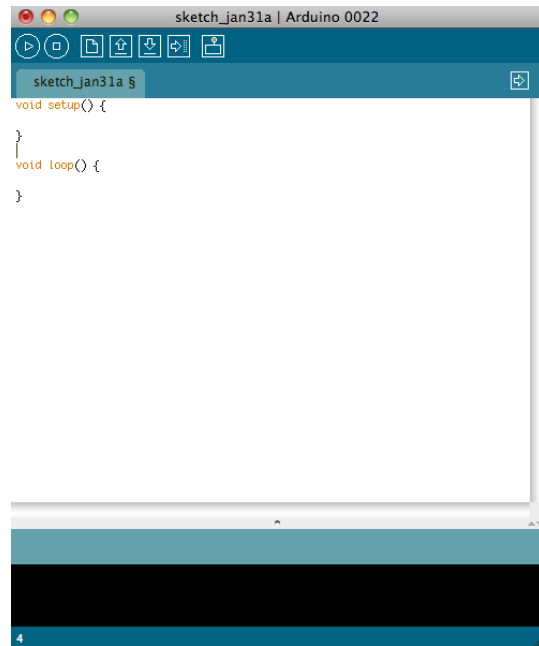 sketch_jan31a | Arduino 0022
sketch_jan31a §
void setup() {
}
void loop() {
}
4